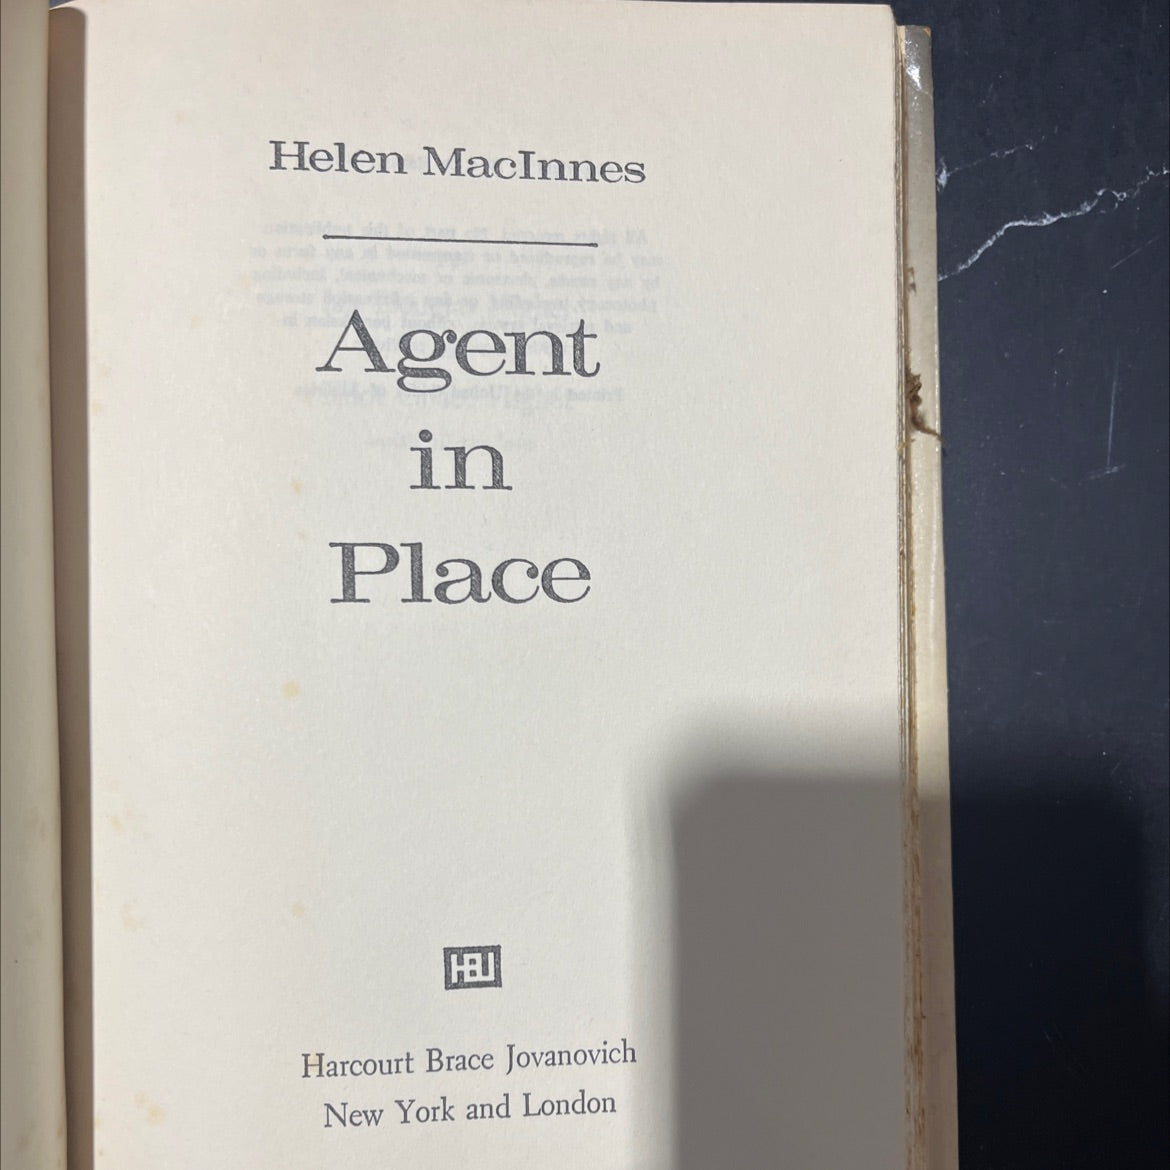 Helen MacInnes
Agent
in
Place
HBJ
Harcourt Brace Jovanovich
New York and London